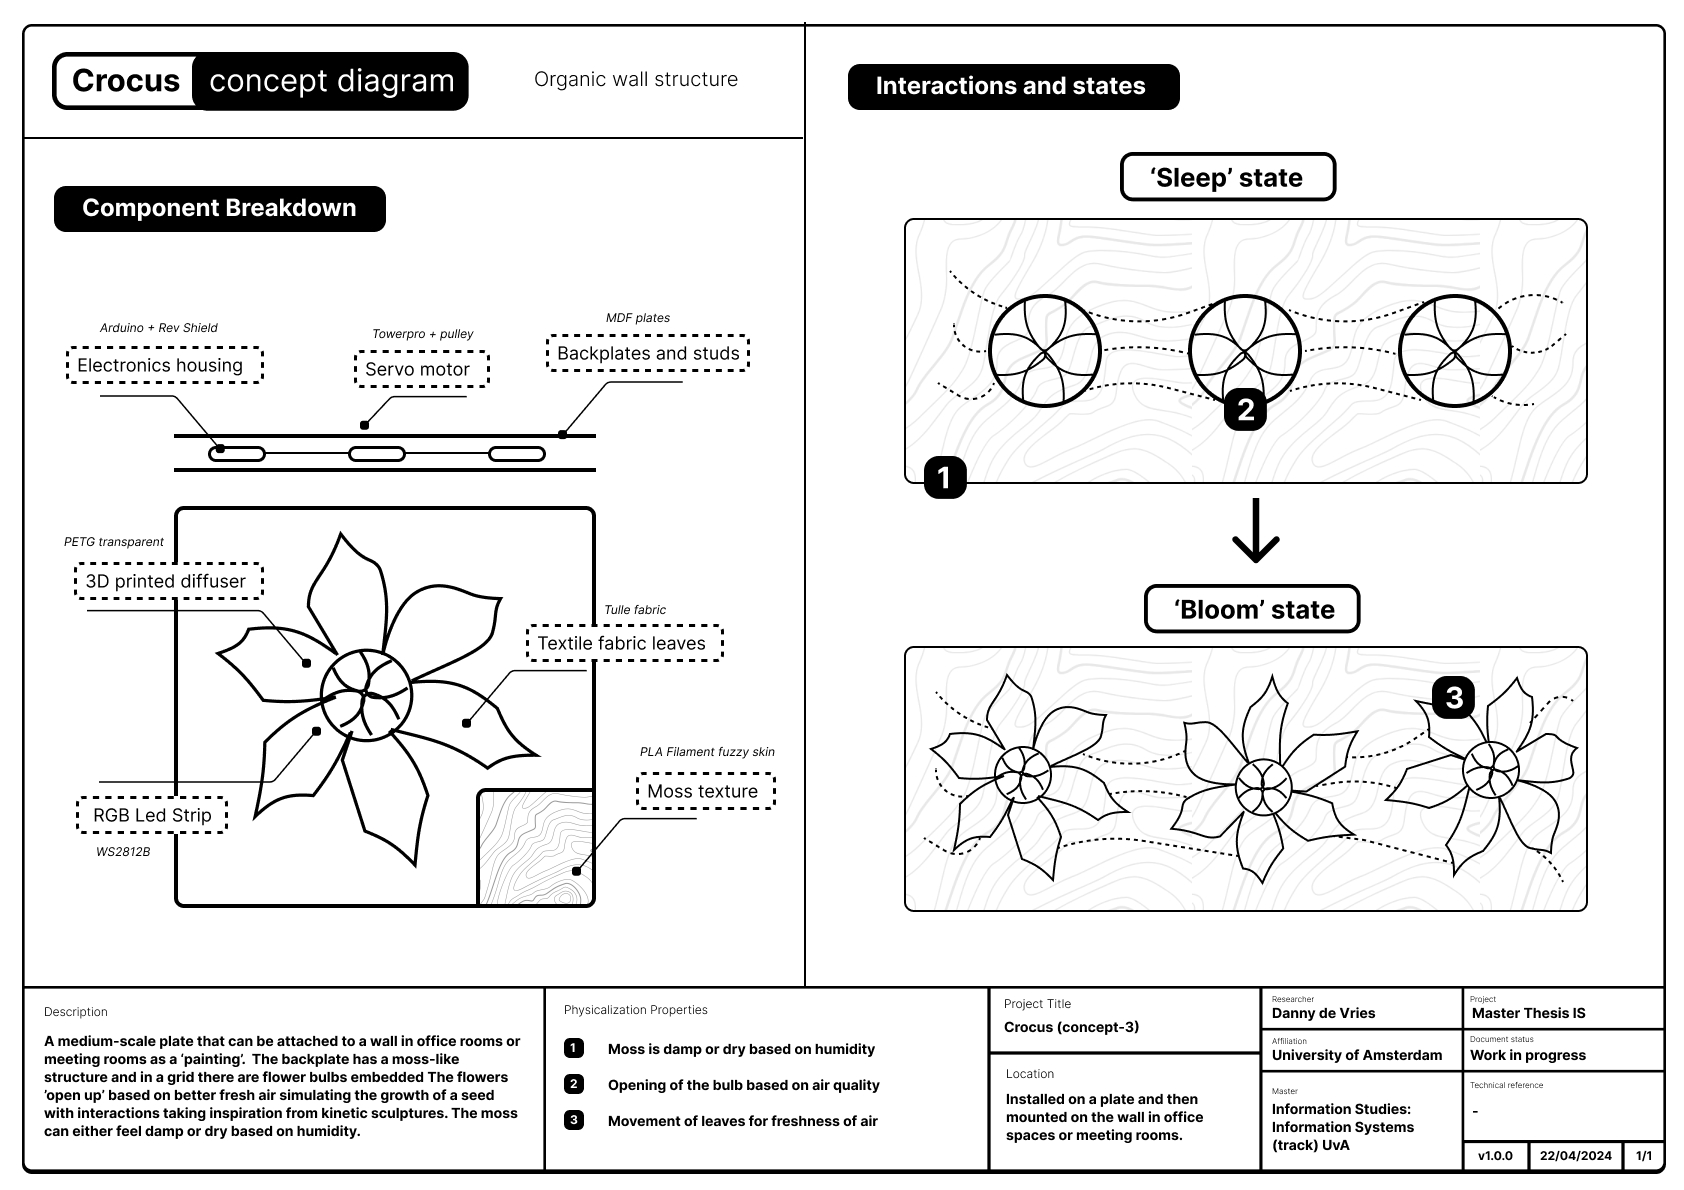 Crocus concept diagram
Organic wall structure
Component Breakdown
Arduino + Rev Shield
Electronics housing
Towerpro + pulley
Servo motor
MDF plates
Backplates and studs
PETG transparent
3D printed diffuser
Tulle fabric
Textile fabric leaves
PLA Filament fuzzy skin
Moss texture
RGB Led Strip
WS2812B
Interactions and states
‘Sleep’ state
2
1
‘Bloom’ state
3
Description
A medium-scale plate that can be attached to a wall in office rooms or
meeting rooms as a ‘painting’.  The backplate has a moss-like
structure and in a grid there are flower bulbs embedded The flowers
‘open up’ based on better fresh air simulating the growth of a seed
with interactions taking inspiration from kinetic sculptures. The moss
can either feel damp or dry based on humidity.
Physicalization Properties
1 Moss is damp or dry based on humidity
2 Opening of the bulb based on air quality
3 Movement of leaves for freshness of air
Project Title
Crocus (concept-3)
Location
Installed on a plate and then
mounted on the wall in office
spaces or meeting rooms.
Researcher
Danny de Vries
Affiliation
University of Amsterdam
Master
Information Studies:
Information Systems
(track) UvA
Project
Master Thesis IS
Document status
Work in progress
Technical reference
-
v1.0.0
22/04/2024
1/1